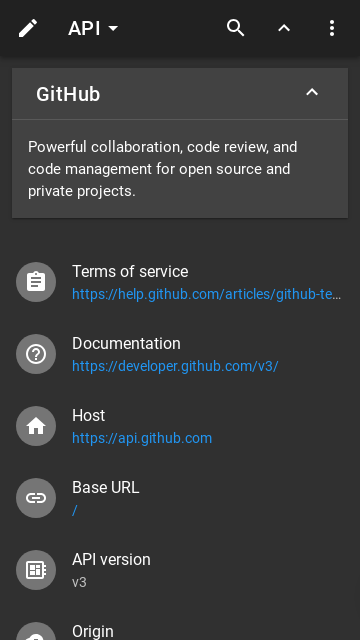 API
GitHub
Powerful collaboration, code review, and
code management for open source and
private projects.
Terms of service
https://help.github.com/articles/github-te…
Documentation
https://developer.github.com/v3/
Host
https://api.github.com
Base URL
/
API version
v3
Origin